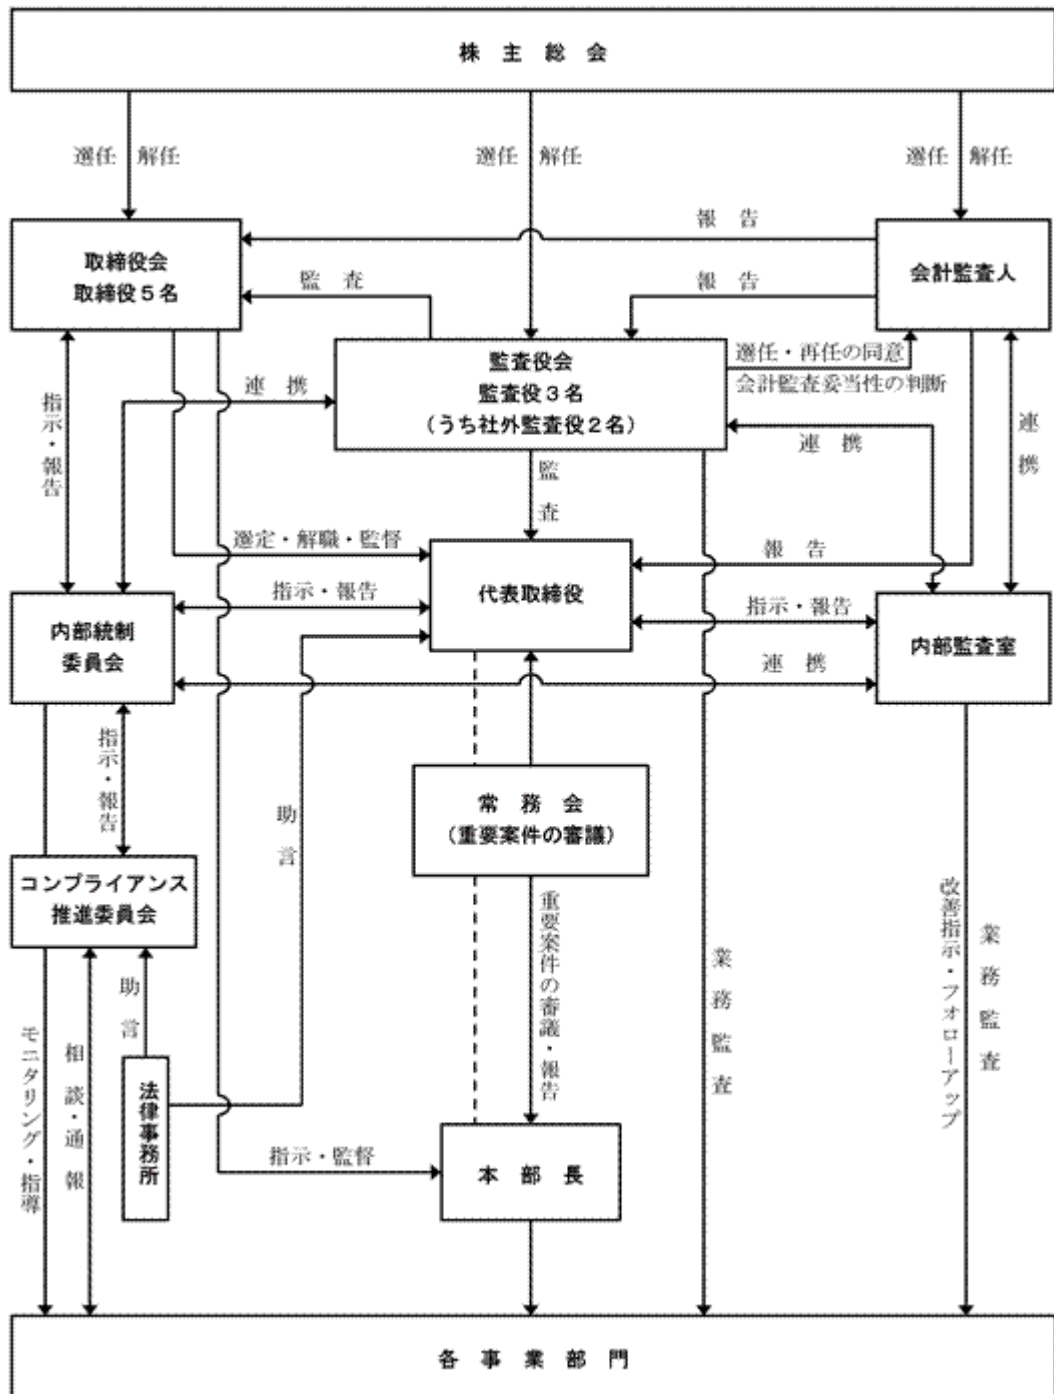 株主総会
選任 解任
選任 解任
選任 解任
報告
取締役会
取締役５名
会計監査人
監査
報告
監査役会
監査役３名
(うち社外監査役２名)
選任・再任の同意
会計監査妥当性の判断
連携
指示・報告
連携
連携
監査
選定・解職・監督
報告
代表取締役
指示・報告
指示・報告
内部統制
委員会
内部監査室
連携
指示・報告
常務会
(重要案件の審議)
助言
コンプライアンス
推進委員会
重要案件の審議・報告
業務監査
改善指示・フォローアップ
業務監査
助言
モニタリング・指導
相談・通報
法律事務所
指示・監督
本部長
各事業部門